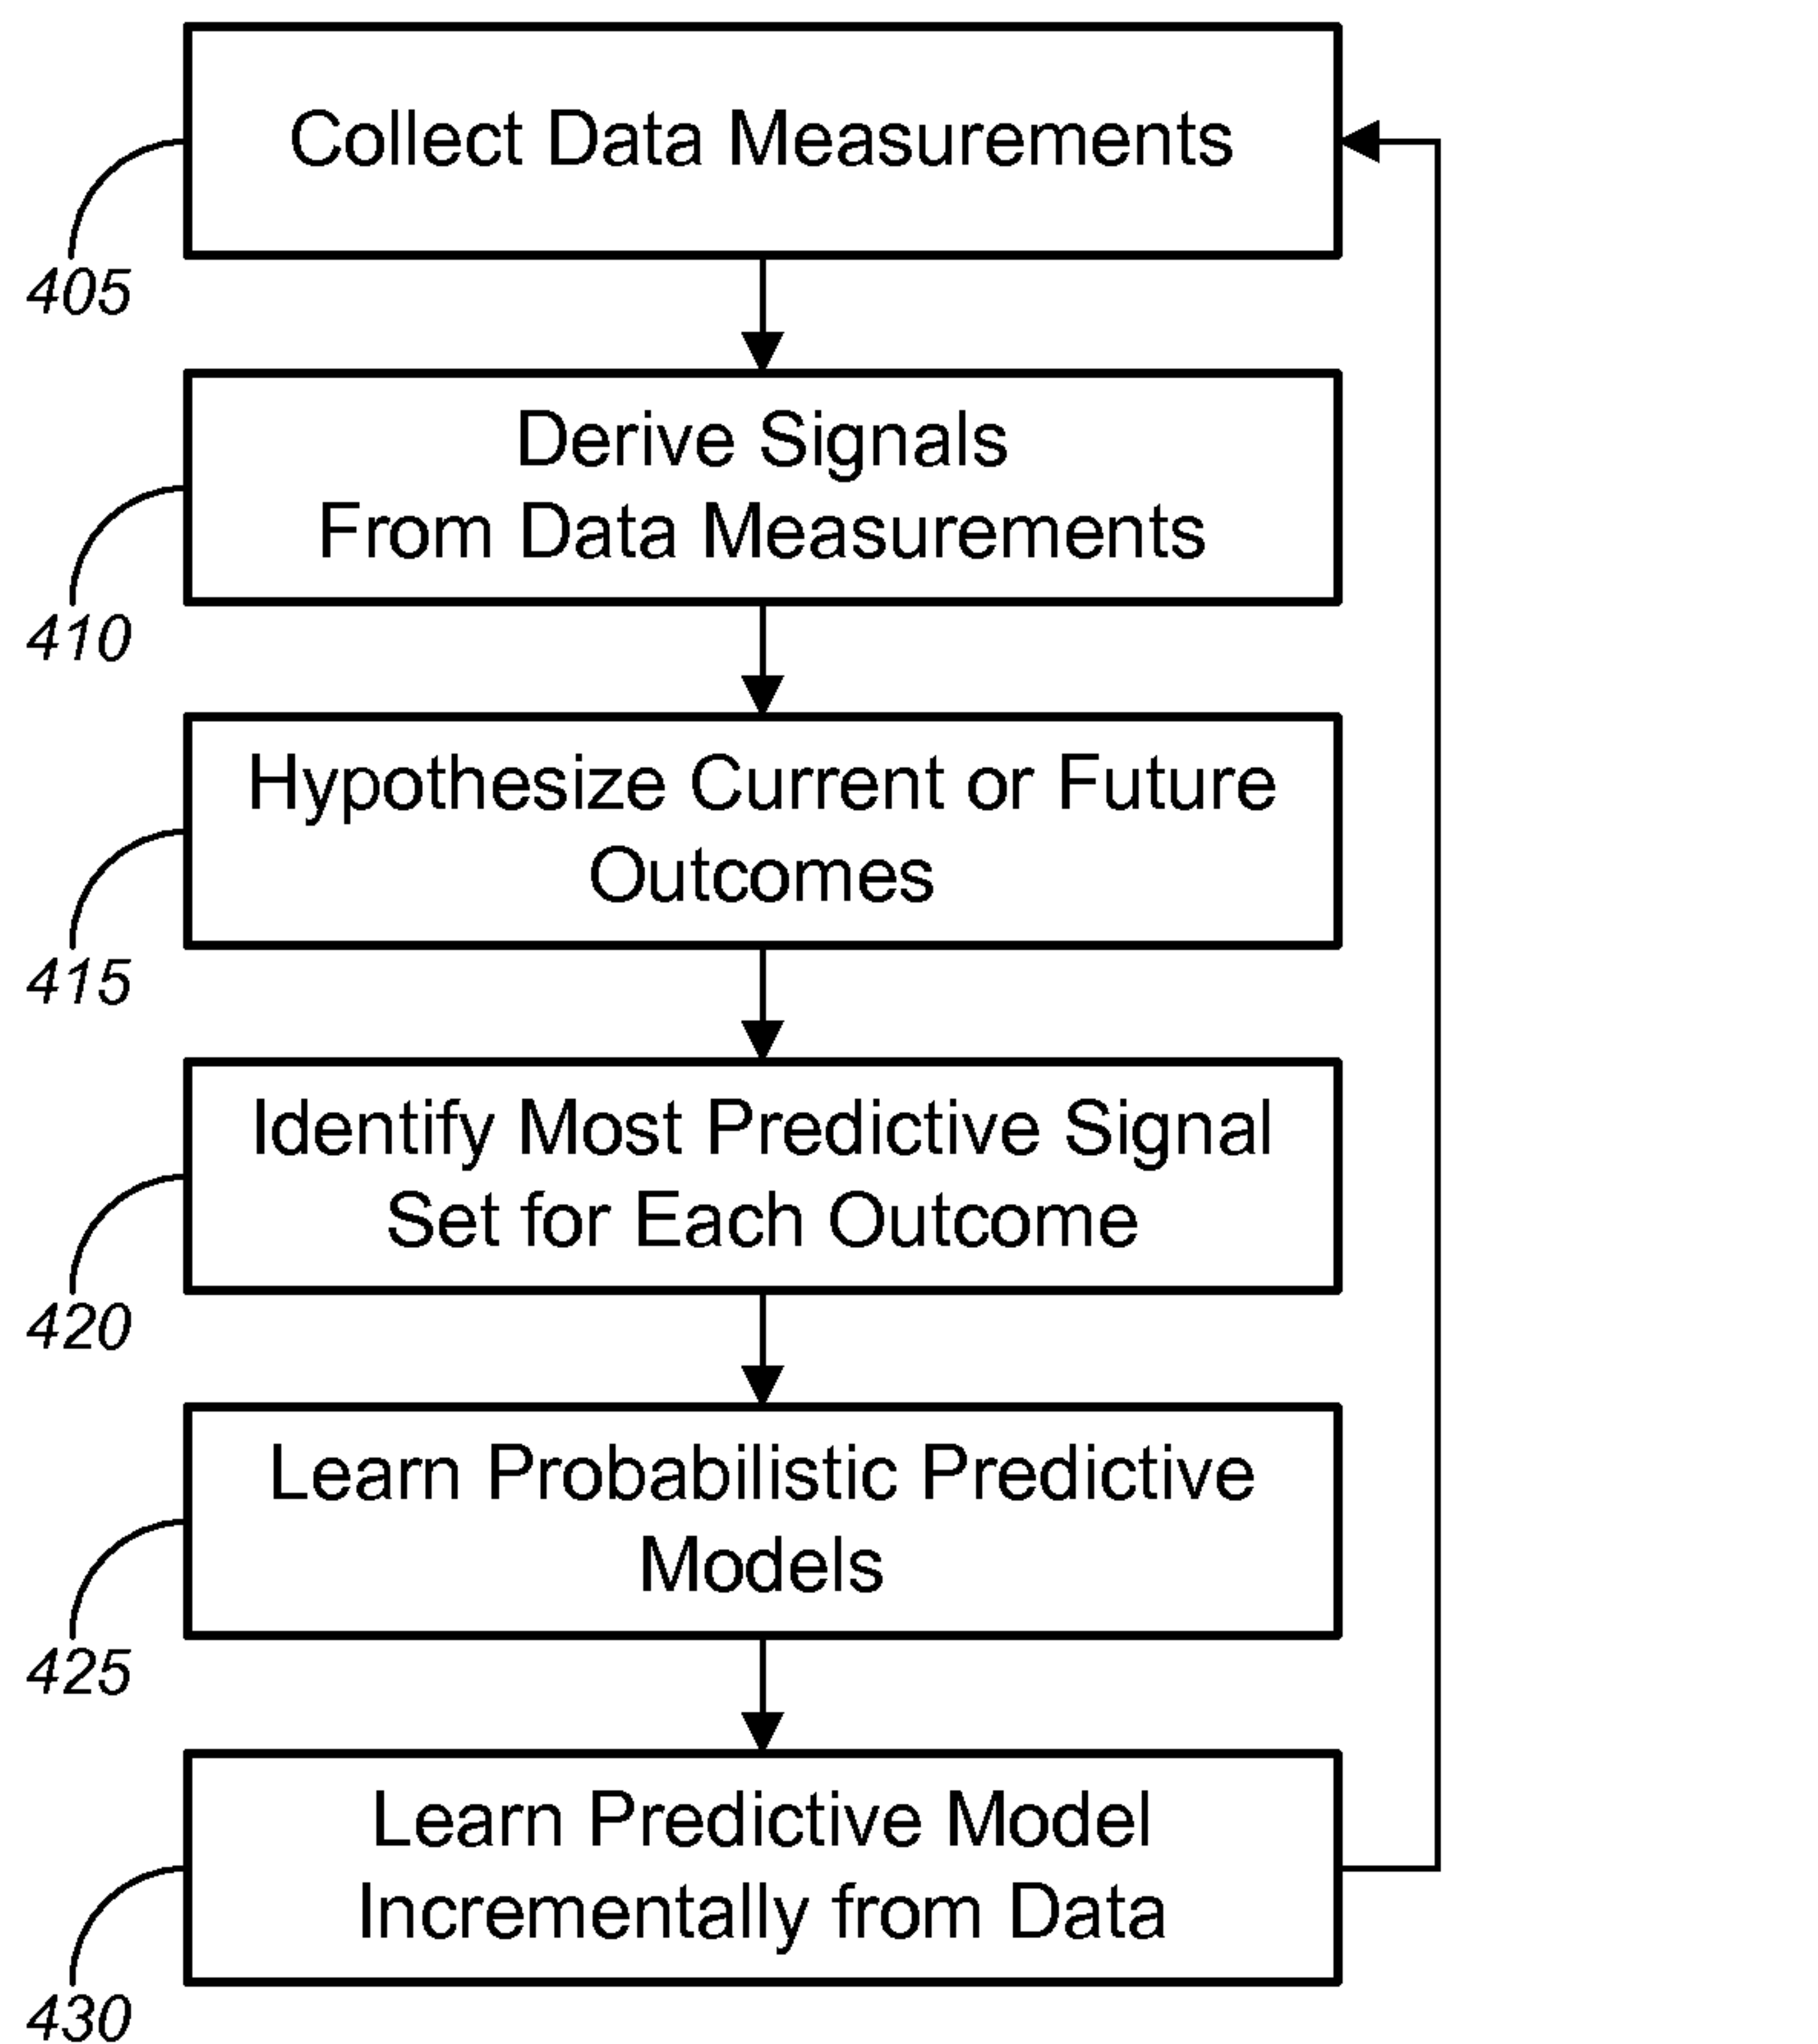 Collect Data Measurements
405
Derive Signals
From Data Measurements
410
Hypothesize Current or Future
Outcomes
415
Identify Most Predictive Signal
Set for Each Outcome
420
Learn Probabilistic Predictive
Models
425
Learn Predictive Model
Incrementally from Data
430